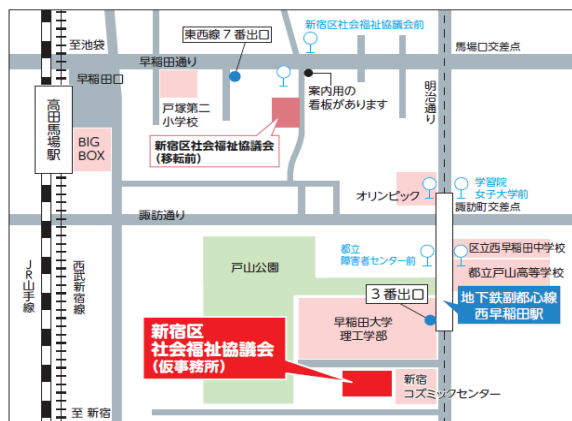 至池袋
東西線７番出口
新宿区社会福祉協議会前
馬場口交差点
早稲田通り
早稲田口
戸塚第二
小学校
案内用の
看板があります
明治通り
高田馬場駅
BIG
BOX
新宿区社会福祉協議会
(移転前)
オリンピック
学習院
女子大学前
諏訪通り
諏訪町交差点
都立
障害者センター前
区立西早稲田中学校
戸山公園
都立戸山高等学校
３番出口
地下鉄副都心線
西早稲田駅
JR山手線
西武新宿線
早稲田大学
理工学部
新宿区
社会福祉協議会
(仮事務所)
新宿
コズミックセンター
至 新宿